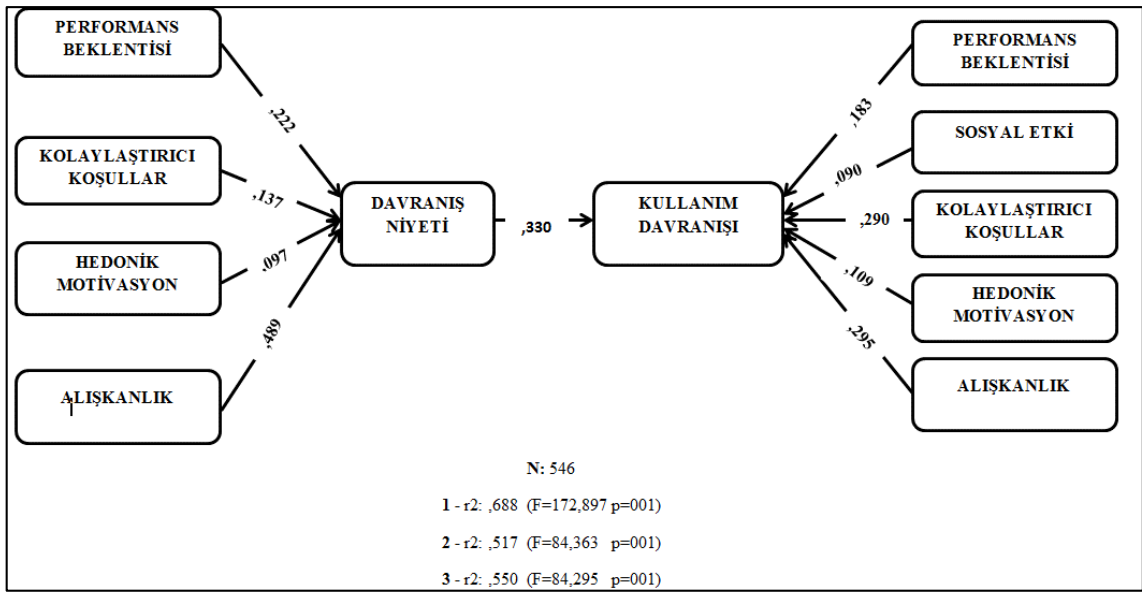 PERFORMANS
BEKLENTİSİ
,222
KOLAYLAŞTIRICI
KOŞULLAR
,137
HEDONİK
MOTİVASYON
,097
ALIŞKANLIK
,489
DAVRANIŞ
NİYETİ
,330
KULLANIM
DAVRANIŞI
PERFORMANS
BEKLENTİSİ
,183
SOSYAL ETKİ
,090
KOLAYLAŞTIRICI
KOŞULLAR
,290
HEDONİK
MOTİVASYON
,109
ALIŞKANLIK
,295
N: 546
1 - r2: ,688 (F=172,897 p=001)
2 - r2: ,517 (F=84,363 p=001)
3 - r2: ,550 (F=84,295 p=001)